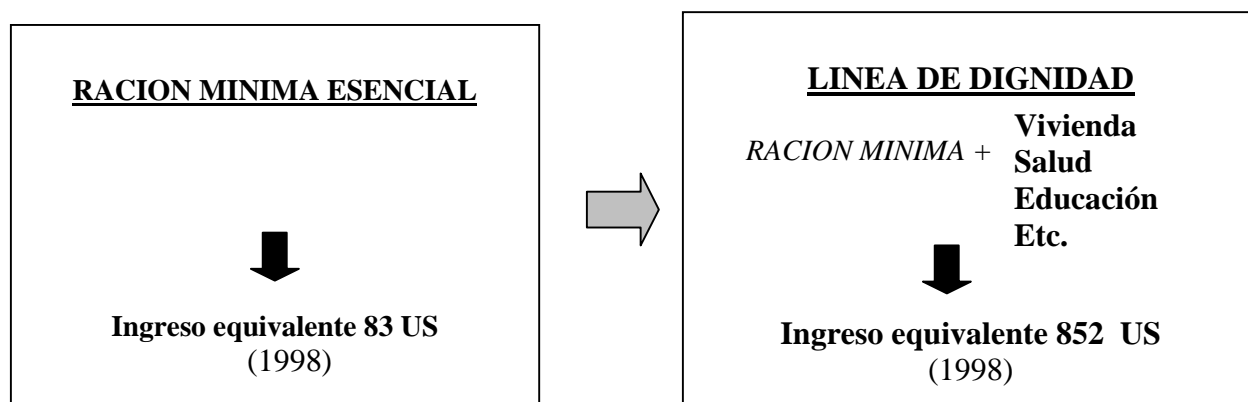 RACION MINIMA ESENCIAL
Ingreso equivalente 83 US
(1998)
LINEA DE DIGNIDAD
RACION MINIMA + Vivienda
Salud
Educación
Etc.
Ingreso equivalente 852 US
(1998)